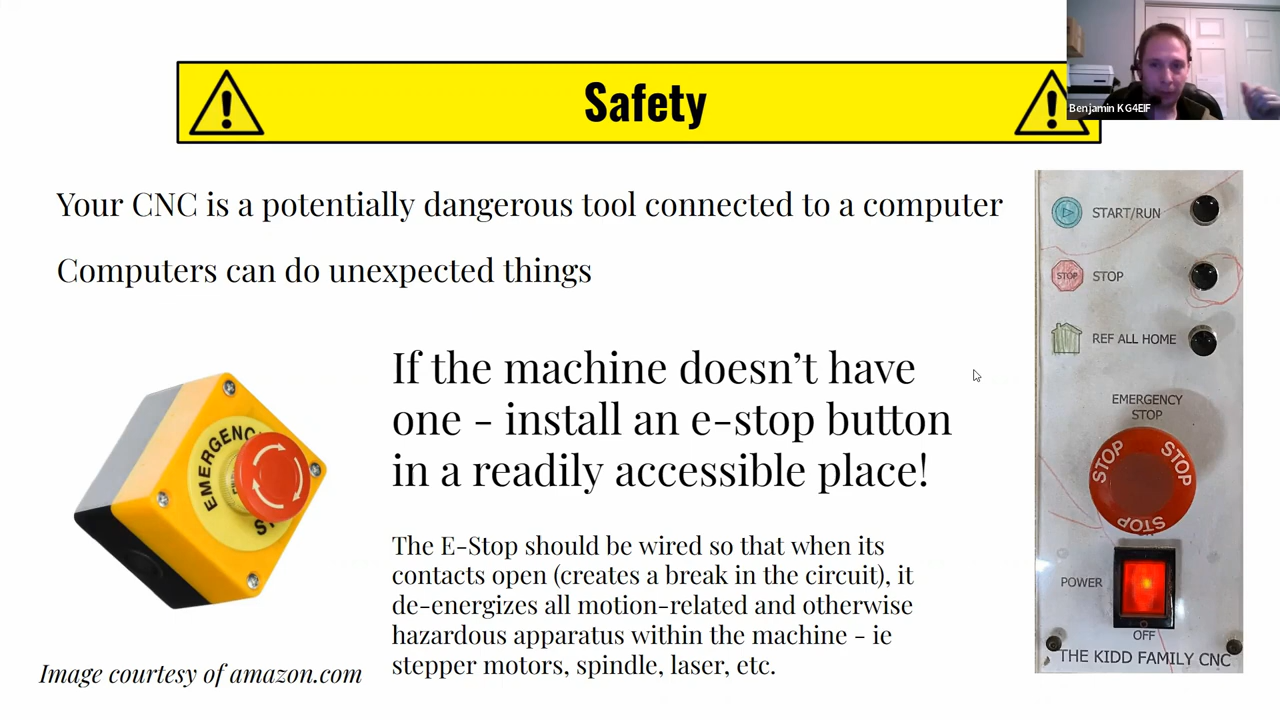 Safety
Benjamin KG4EIF
Your CNC is a potentially dangerous tool connected to a computer
Computers can do unexpected things
If the machine doesn’t have
one - install an e-stop button
in a readily accessible place!
The E-Stop should be wired so that when its
contacts open (creates a break in the circuit), it
de-energizes all motion-related and otherwise
hazardous apparatus within the machine - ie
stepper motors, spindle, laser, etc.
EMERGENC
ST
Image courtesy of amazon.com
START/RUN
STOP STOP
REF ALL HOME
EMERGENCY
STOP
STOP STOP
STOP
POWER
OFF
THE KIDD FAMILY CNC